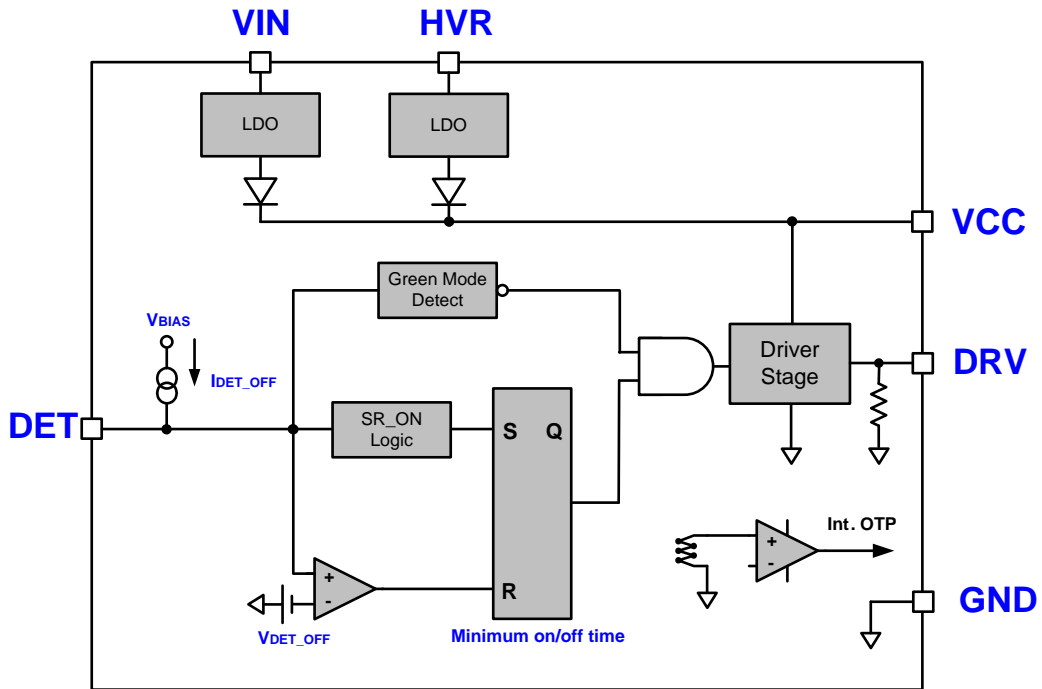 VIN
HVR
LDO
LDO
VCC
Green Mode
Detect
VBIAS
IDET_OFF
Driver
Stage
DRV
DET
SR_ON
Logic
S
Q
Int. OTP
+
-
+
-
R
GND
VDET_OFF
Minimum on/off time